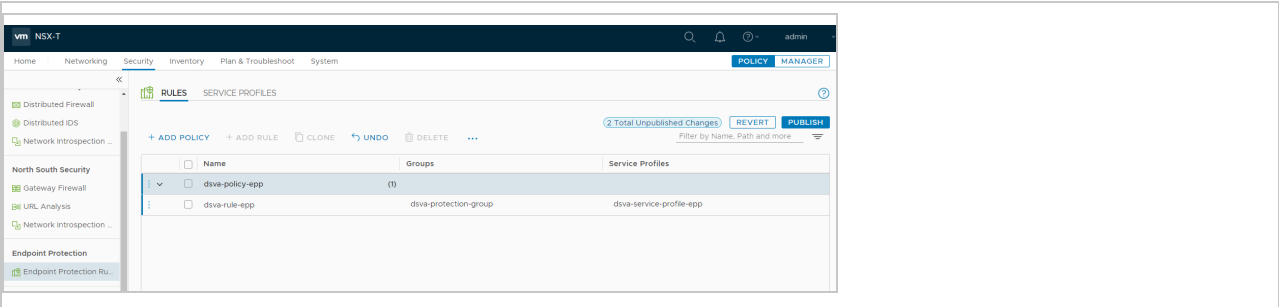 vm NSX-T admin
Home Networking Security Inventory Plan & Troubleshoot System POLICY MANAGER
«
RULES SERVICE PROFILES
Distributed Firewall
Distributed IDS
Network Introspection ...
2 Total Unpublished Changes REVERT PUBLISH
+ ADD POLICY + ADD RULE CLONE UNDO DELETE ...
Filter by Name, Path and more
Name Groups Service Profiles
North South Security
dsva-policy-epp (1)
Gateway Firewall
dsva-rule-epp dsva-protection-group dsva-service-profile-epp
URL Analysis
Network Introspection ...
Endpoint Protection
Endpoint Protection Ru...